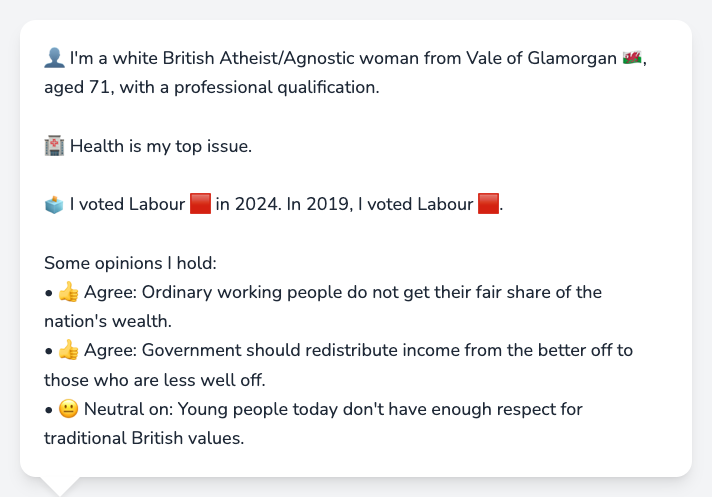 👤 I'm a white British Atheist/Agnostic woman from Vale of Glamorgan 🏴󠁧󠁢󠁷󠁬󠁳󠁿,
aged 71, with a professional qualification.
🏥 Health is my top issue.
🗳️ I voted Labour 🟥 in 2024. In 2019, I voted Labour 🟥.
Some opinions I hold:
• 👍 Agree: Ordinary working people do not get their fair share of the
nation's wealth.
• 👍 Agree: Government should redistribute income from the better off to
those who are less well off.
• 😐 Neutral on: Young people today don't have enough respect for
traditional British values.